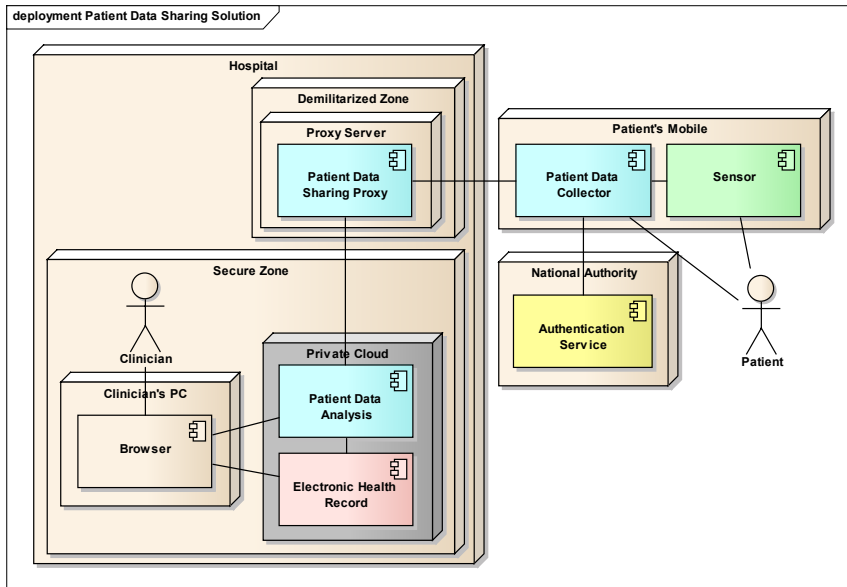 deployment Patient Data Sharing Solution
Hospital
Demilitarized Zone
Proxy Server
Patient Data
Sharing Proxy
Patient's Mobile
Patient Data
Collector
Sensor
Secure Zone
National Authority
Authentication
Service
Patient
Clinician
Private Cloud
Clinician's PC
Patient Data
Analysis
Browser
Electronic Health
Record